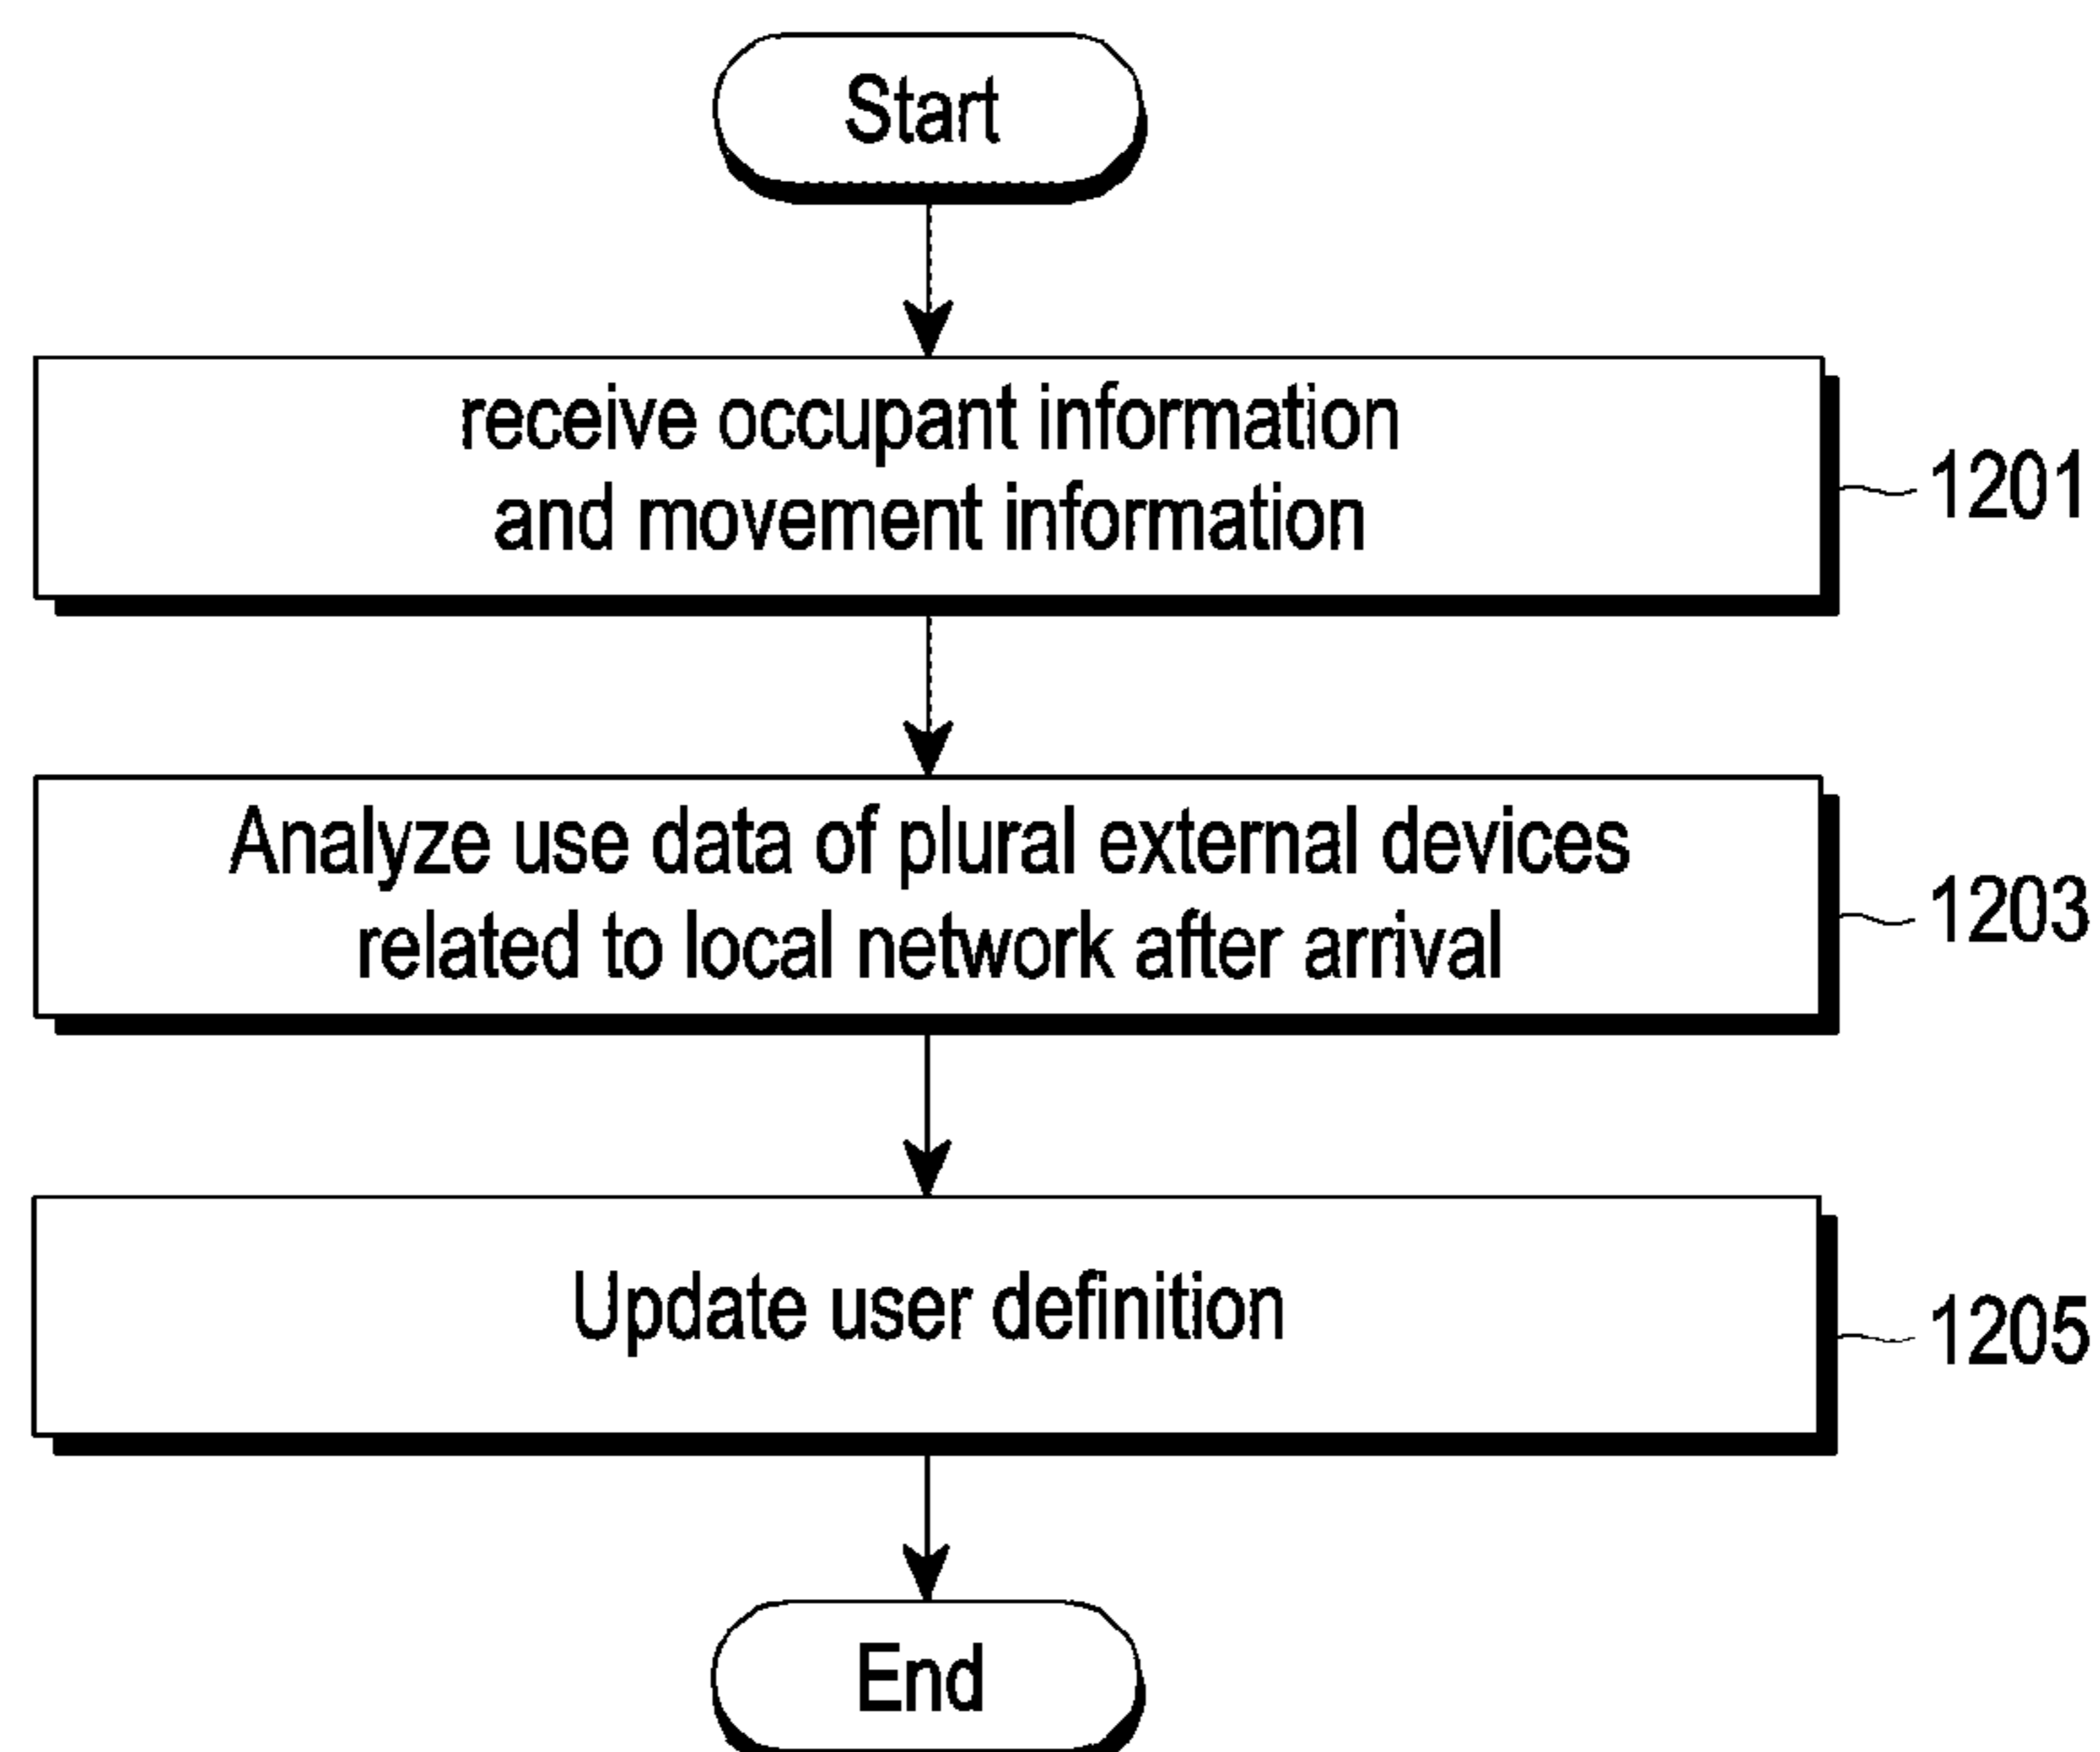 Start
receive occupant information
and movement information
1201
Analyze use data of plural external devices
related to local network after arrival
1203
Update user definition
1205
End